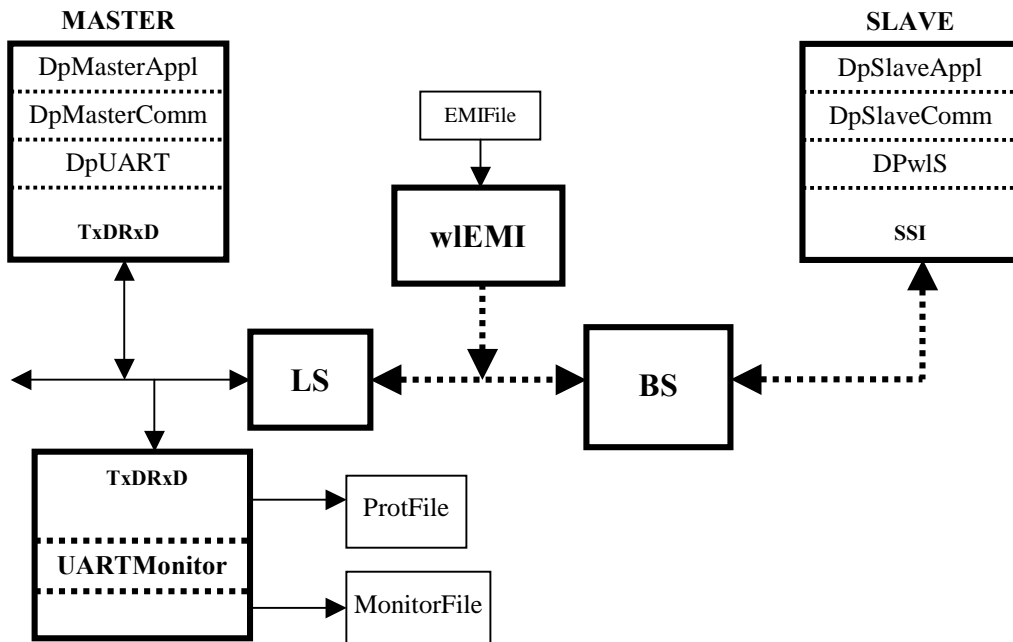 MASTER
SLAVE
DpMasterAppl
DpMasterComm
DpUART
TxDRxD
EMIFile
wlEMI
DpSlaveAppl
DpSlaveComm
DPwlS
SSI
LS
BS
TxDRxD
UARTMonitor
ProtFile
MonitorFile